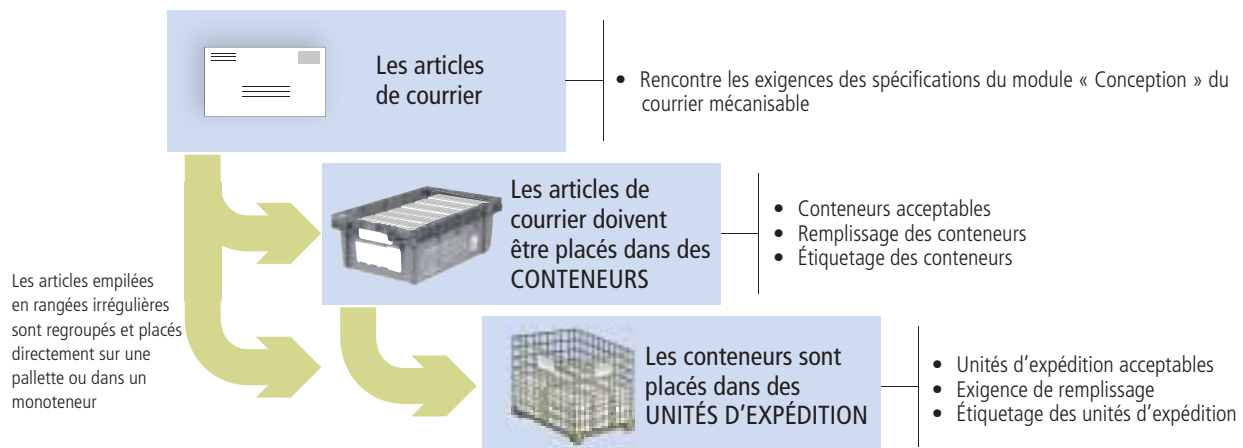 Les articles
de courrier
• Rencontre les exigences des spécifications du module « Conception » du
courrier mécanisable
Les articles de
courrier doivent
être placés dans des
CONTENEURS
• Conteneurs acceptables
• Remplissage des conteneurs
• Étiquetage des conteneurs
Les articles empilées
en rangées irrégulières
sont regroupés et placés
directement sur une
pallette ou dans un
monoteneur
Les conteneurs sont
placés dans des
UNITÉS D’EXPÉDITION
• Unités d’expédition acceptables
• Exigence de remplissage
• Étiquetage des unités d’expédition